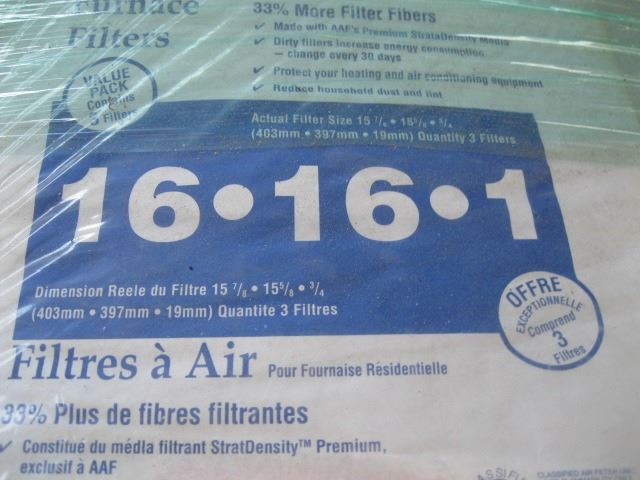 Furnace
Filters
33% More Filter Fibers
✓ Made with AAF's Premium StrataDensity Media
✓ Dirty filters increase energy consumption
– change every 30 days
✓ Protect your heating and air conditioning equipment
✓ Reduce household dust and lint
VALUE
PACK
Contains
3 Filters
Actual Filter Size 15 7/8 • 15 5/8 • 3/4
(403mm • 397mm • 19mm) Quantity 3 Filters
16•16•1
Dimension Reele du Filtre 15 7/8 • 15 5/8 • 3/4
(403mm • 397mm • 19mm) Quantite 3 Filtres
OFFRE
EXCEPTIONNELLE
Comprend
3
Filtres
Filtres à Air Pour Fournaise Résidentielle
33% Plus de fibres filtrantes
✓ Constitué du média filtrant StratDensity™ Premium,
exclusif à AAF
CLASSIFIED AIR FILTER